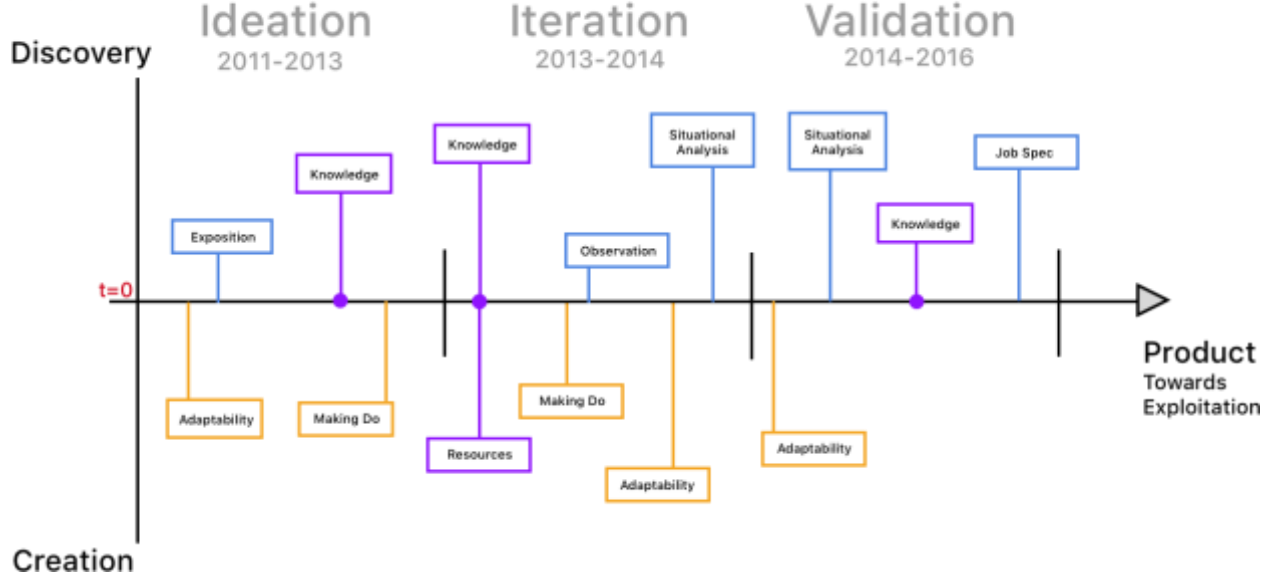 Ideation
2011-2013
Iteration
2013-2014
Validation
2014-2016
Discovery
Knowledge
Situational
Analysis
Situational
Analysis
Job Spec
Knowledge
Exposition
Knowledge
Observation
t=0
Product
Towards
Exploitation
Adaptability
Making Do
Making Do
Resources
Adaptability
Adaptability
Creation